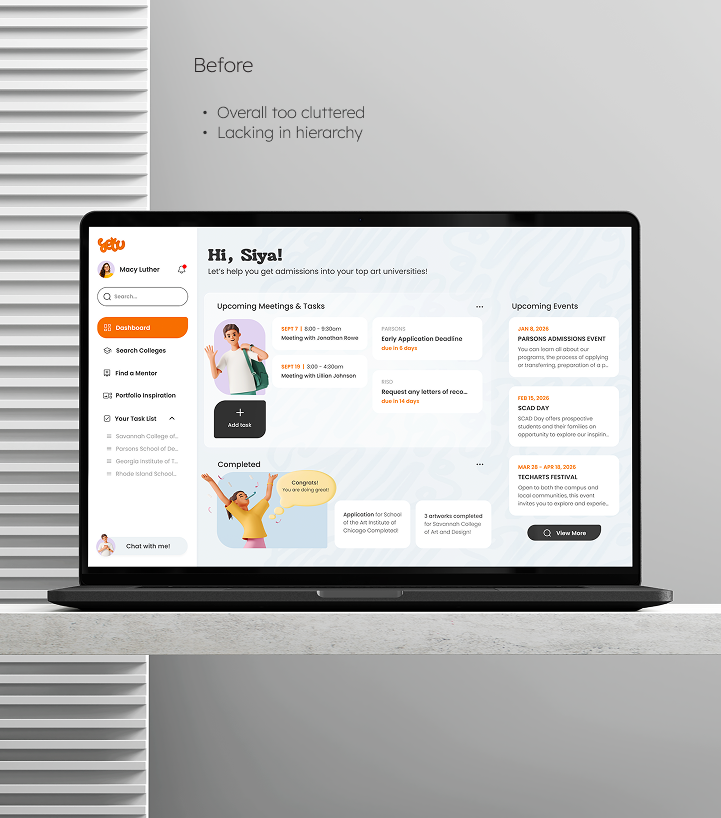 Before
• Overall too cluttered
• Lacking in hierarchy
setu
Macy Luther
Search...
Dashboard
Search Colleges
Find a Mentor
Portfolio Inspiration
Your Task List
Savannah College of...
Parsons School of De...
Georgia Institute of T...
Rhode Island School...
Chat with me!
Hi, Siya!
Let's help you get admissions into your top art universities!
Upcoming Meetings & Tasks
SEPT 7 | 8:00 - 9:30am
Meeting with Jonathan Rowe
SEPT 19 | 3:00 - 4:30am
Meeting with Lillian Johnson
PARSONS
Early Application Deadline
due in 6 days
RISD
Request any letters of reco...
due in 14 days
Add task
Completed
Congrats!
You are doing great!
Application for School
of the Art Institute of
Chicago Completed!
3 artworks completed
for Savannah College
of Art and Design!
Upcoming Events
JAN 8, 2026
PARSONS ADMISSIONS EVENT
You can learn all about our
programs, the process of applying
or transferring, preparation of a p...
FEB 15, 2026
SCAD DAY
SCAD Day offers prospective
students and their families an
opportunity to explore our inspirin...
MAR 28 - APR 18, 2026
TECHARTS FESTIVAL
Open to both the campus and
local communities, this event
invites you to explore and experie...
View More